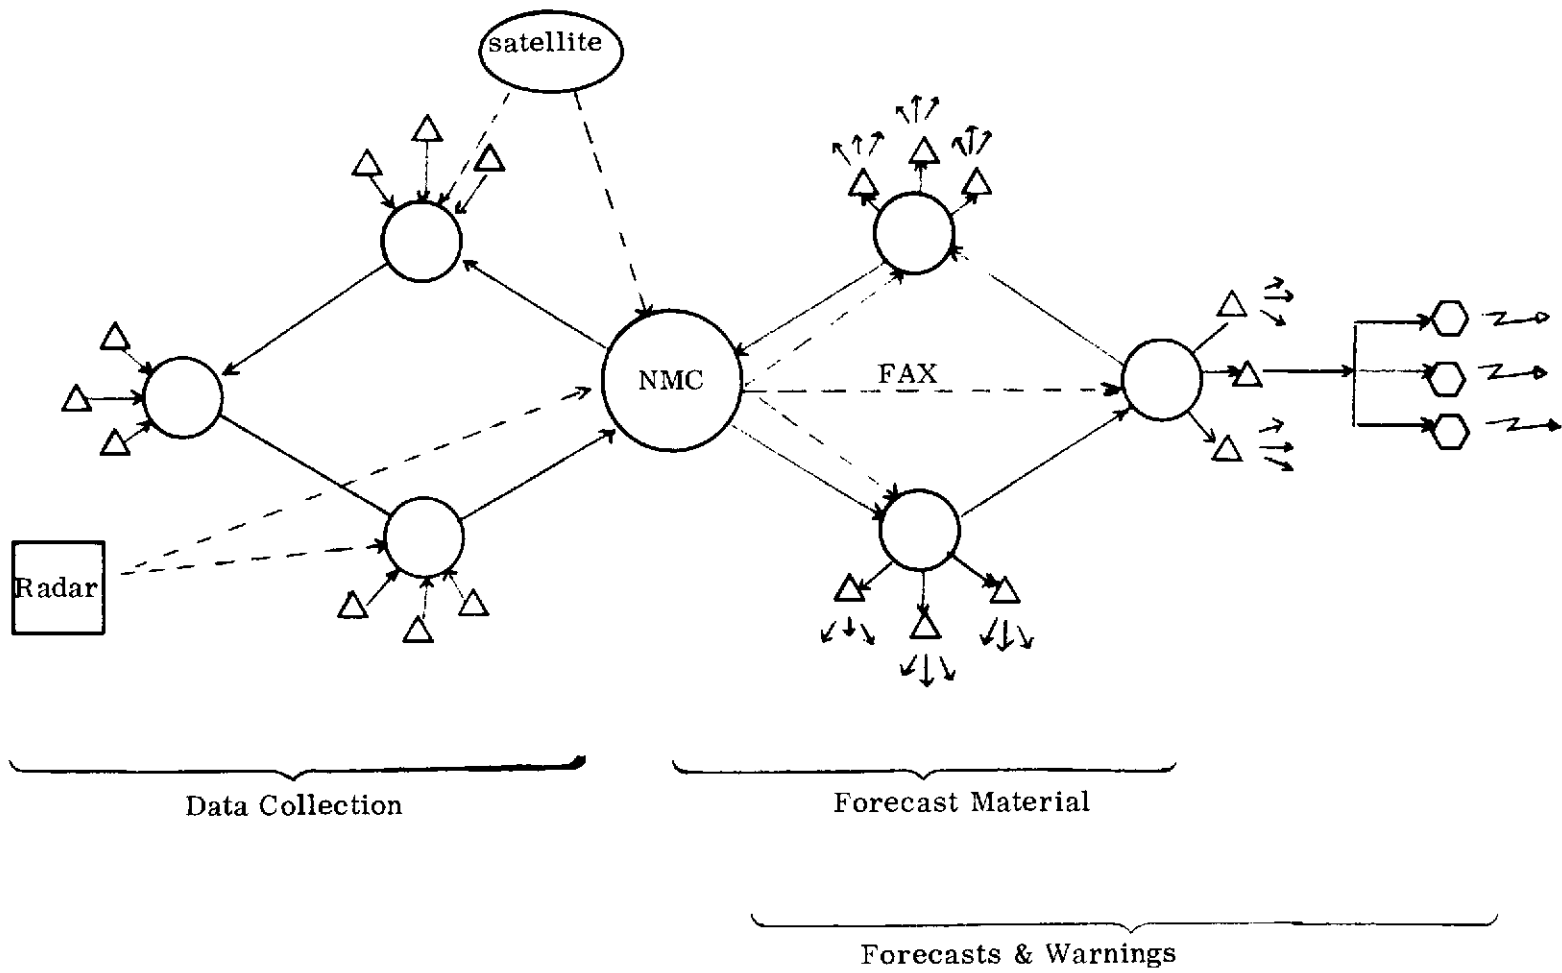 satellite
NMC
FAX
Radar
Data Collection
Forecast Material
Forecasts & Warnings